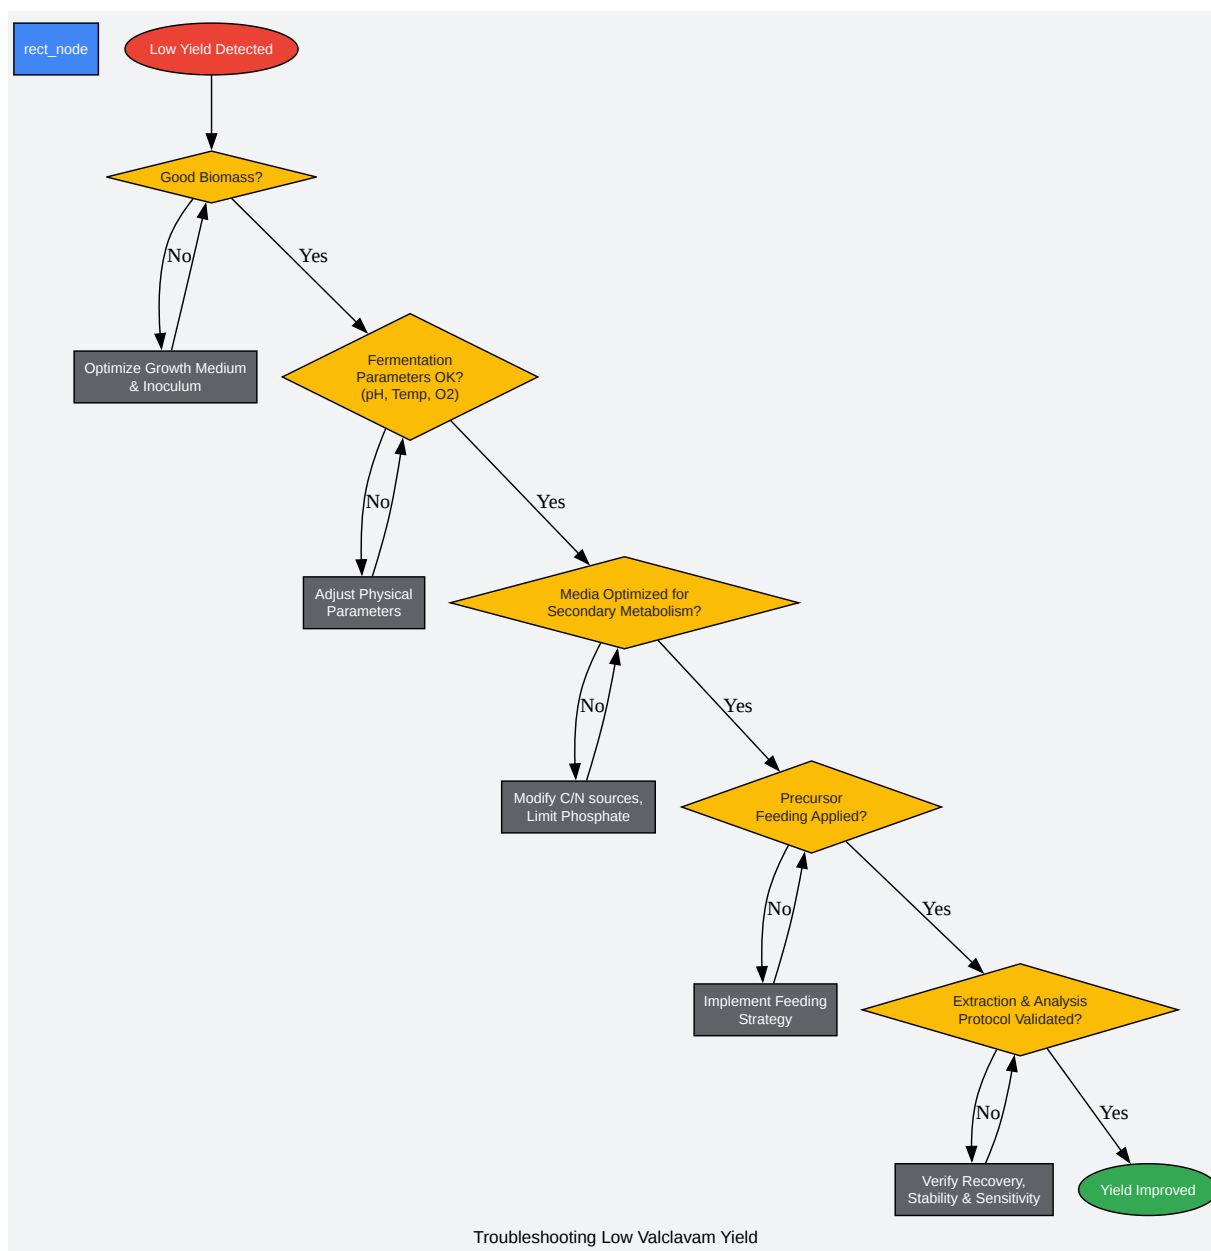 rect_node
Low Yield Detected
Good Biomass?
No
Yes
Optimize Growth Medium
& Inoculum
Fermentation
Parameters OK?
(pH, Temp, O2)
No
Yes
Adjust Physical
Parameters
Media Optimized for
Secondary Metabolism?
No
Yes
Modify C/N sources,
Limit Phosphate
Precursor
Feeding Applied?
No
Yes
Implement Feeding
Strategy
Extraction & Analysis
Protocol Validated?
No
Yes
Verify Recovery,
Stability & Sensitivity
Yield Improved
Troubleshooting Low Valclavam Yield